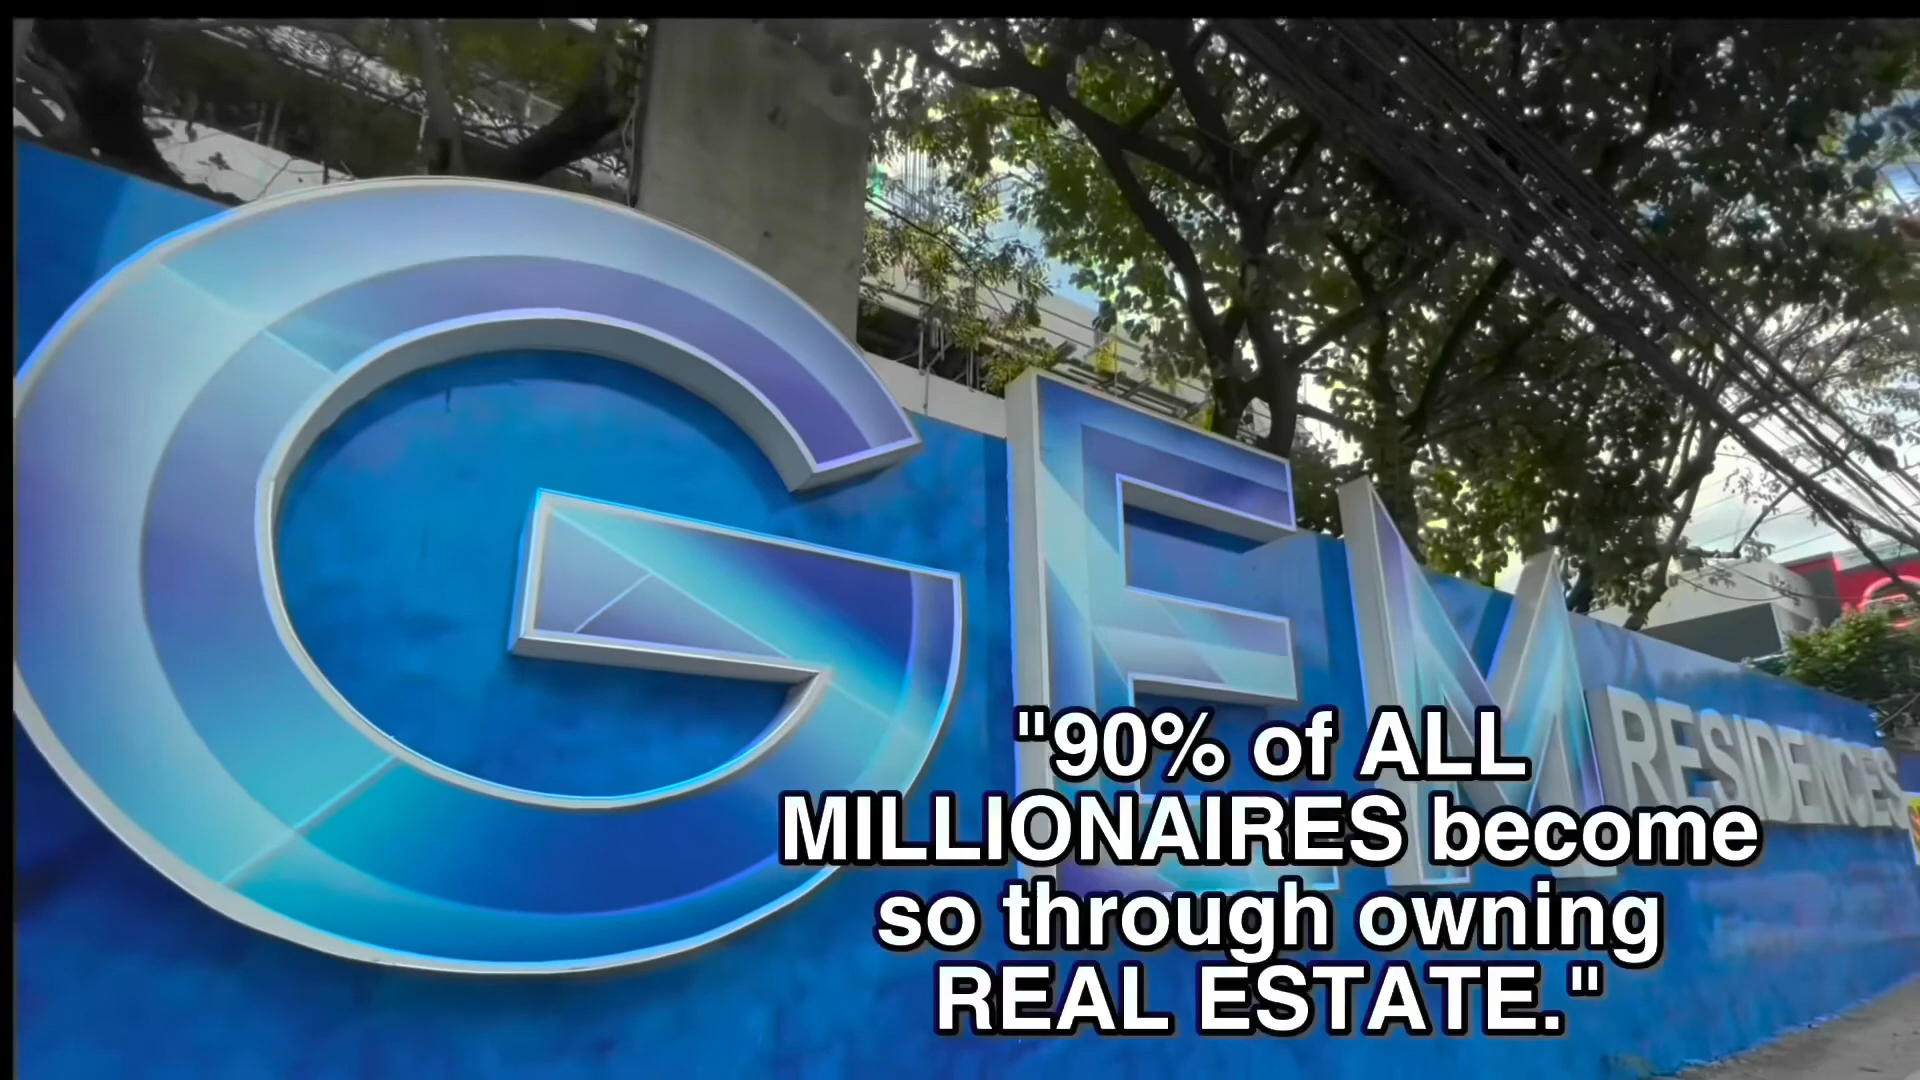 GEM
RESIDENCES
"90% of ALL
MILLIONAIRES become
so through owning
REAL ESTATE."